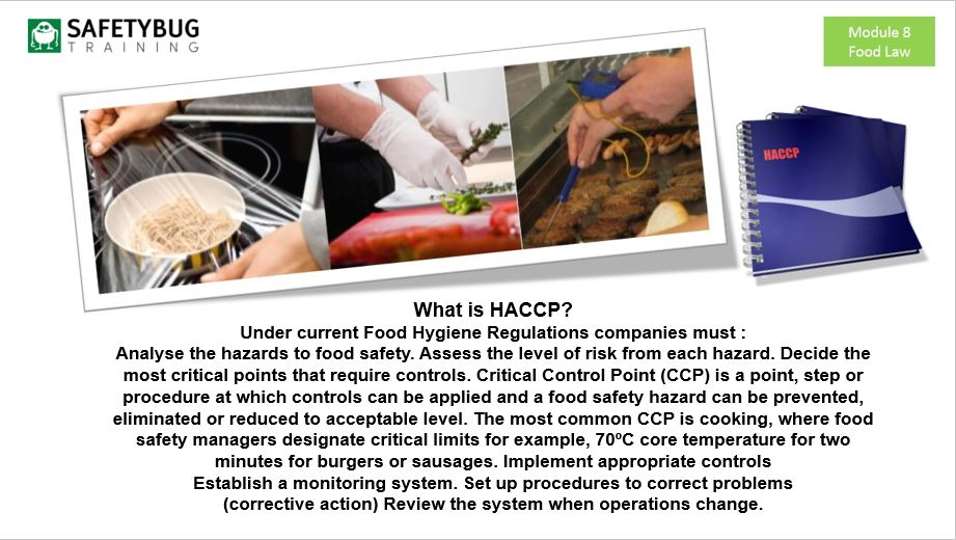 SAFETYBUG
TRAINING
Module 8
Food Law
HACCP
What is HACCP?
Under current Food Hygiene Regulations companies must :
Analyse the hazards to food safety. Assess the level of risk from each hazard. Decide the
most critical points that require controls. Critical Control Point (CCP) is a point, step or
procedure at which controls can be applied and a food safety hazard can be prevented,
eliminated or reduced to acceptable level. The most common CCP is cooking, where food
safety managers designate critical limits for example, 70ºC core temperature for two
minutes for burgers or sausages. Implement appropriate controls
Establish a monitoring system. Set up procedures to correct problems
(corrective action) Review the system when operations change.